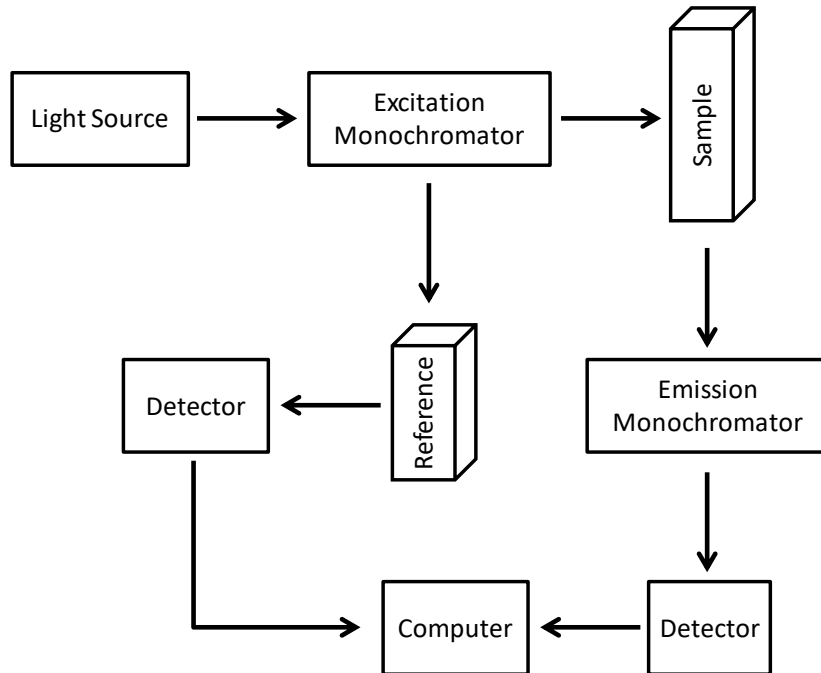 Light Source
Excitation
Monochromator
Sample
Detector
Reference
Emission
Monochromator
Computer
Detector